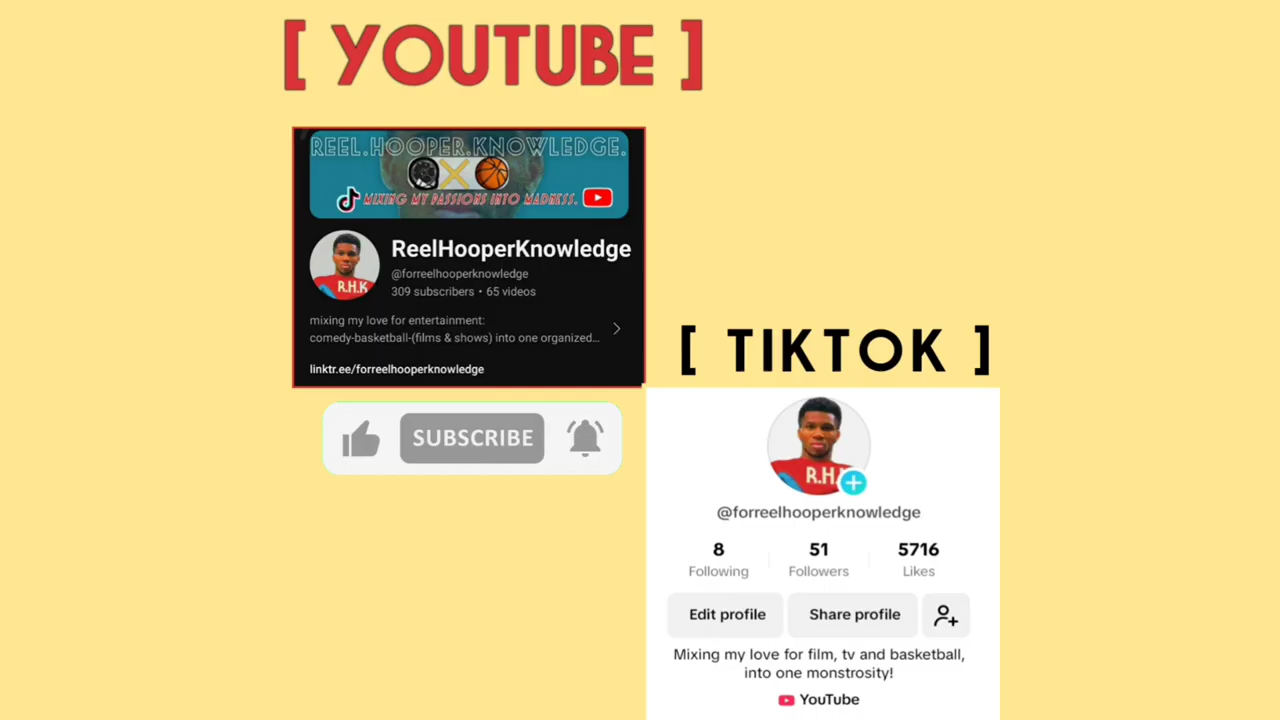 [ YOUTUBE ]
REEL.HOOPER.KNOWLEDGE.
MIXING MY PASSIONS INTO MADNESS.
ReelHooperKnowledge
@forreelhooperknowledge
309 subscribers • 65 videos
R.H.K
mixing my love for entertainment:
comedy-basketball-(films & shows) into one organized...
linktr.ee/forreelhooperknowledge
SUBSCRIBE
[ TIKTOK ]
R.H.
@forreelhooperknowledge
8 51 5716
Following Followers Likes
Edit profile Share profile
Mixing my love for film, tv and basketball,
into one monstrosity!
YouTube